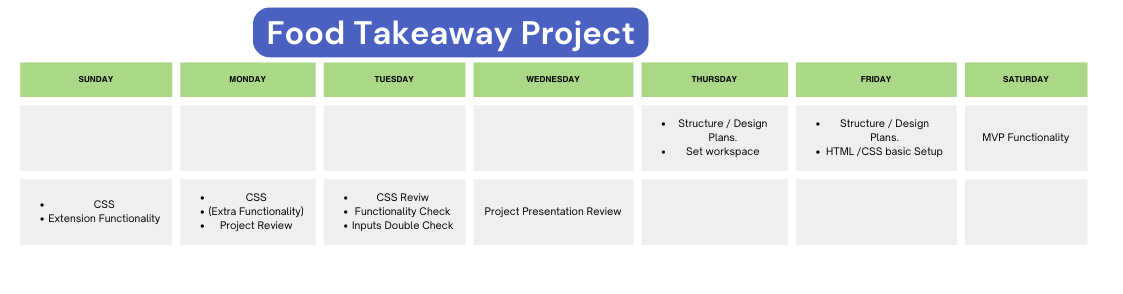 Food Takeaway Project
SUNDAY MONDAY TUESDAY WEDNESDAY THURSDAY FRIDAY SATURDAY
• Structure / Design
Plans.
• Set workspace
• Structure / Design
Plans.
• HTML /CSS basic Setup
MVP Functionality
• CSS
• Extension Functionality
• CSS
• (Extra Functionality)
• Project Review
• CSS Reviw
• Functionality Check
• Inputs Double Check
Project Presentation Review